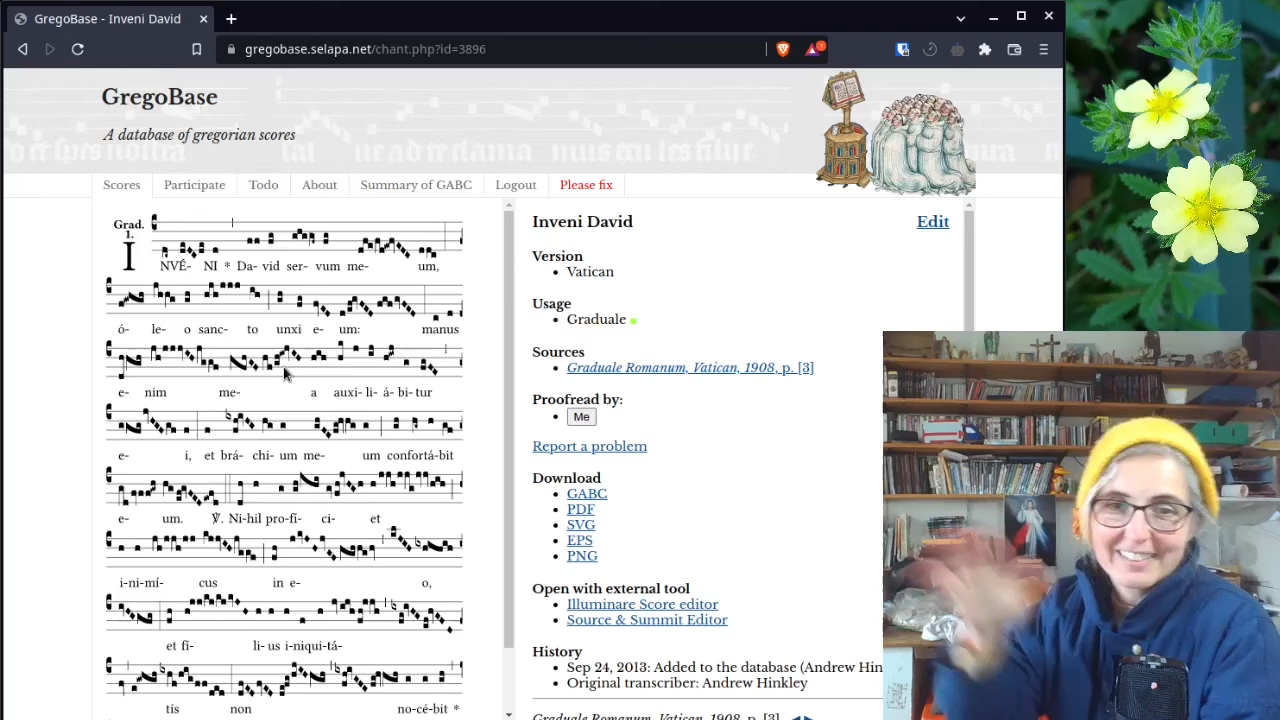 GregoBase - Inveni David
gregobase.selapa.net/chant.php?id=3896
GregoBase
A database of gregorian scores
Scores Participate Todo About Summary of GABC Logout Please fix
Grad.
1.
I NVÉ- NI * Da- vid ser- vum me- um,
ó- le- o sanc- to unxi e- um: manus
e- nim me- a auxi- li- á- bi- tur
e- i, et brá- chi- um me- um confortá-bit
e- um. ℣. Ni-hil pro-fí- ci- et
i-ni-mí- cus in e- o,
et fí- li- us i-niqui-tá-
tis non no-cé-bit *
Inveni David Edit
Version
Vatican
Usage
Graduale
Sources
Graduale Romanum, Vatican, 1908, p. [3]
Proofread by:
Me
Report a problem
Download
GABC
PDF
SVG
EPS
PNG
Open with external tool
Illuminare Score editor
Source & Summit Editor
History
Sep 24, 2013: Added to the database (Andrew Hin
Original transcriber: Andrew Hinkley
Graduale Romanum, Vatican, 1908, p. [3]